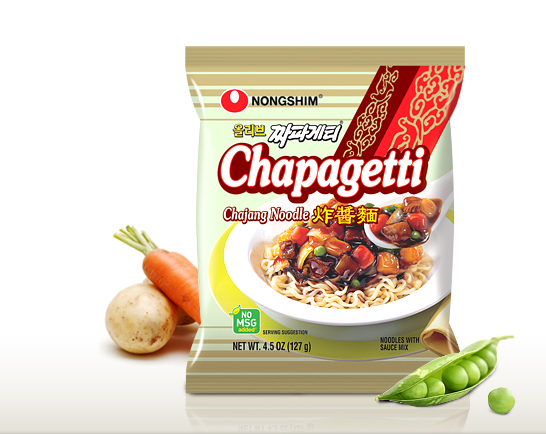 NONGSHIM®
올리브 짜파게티
Chapagetti
Chajang Noodle 炸醬麵
NO
MSG
added*
SERVING SUGGESTION
NET WT. 4.5 OZ (127 g)
NOODLES WITH
SAUCE MIX